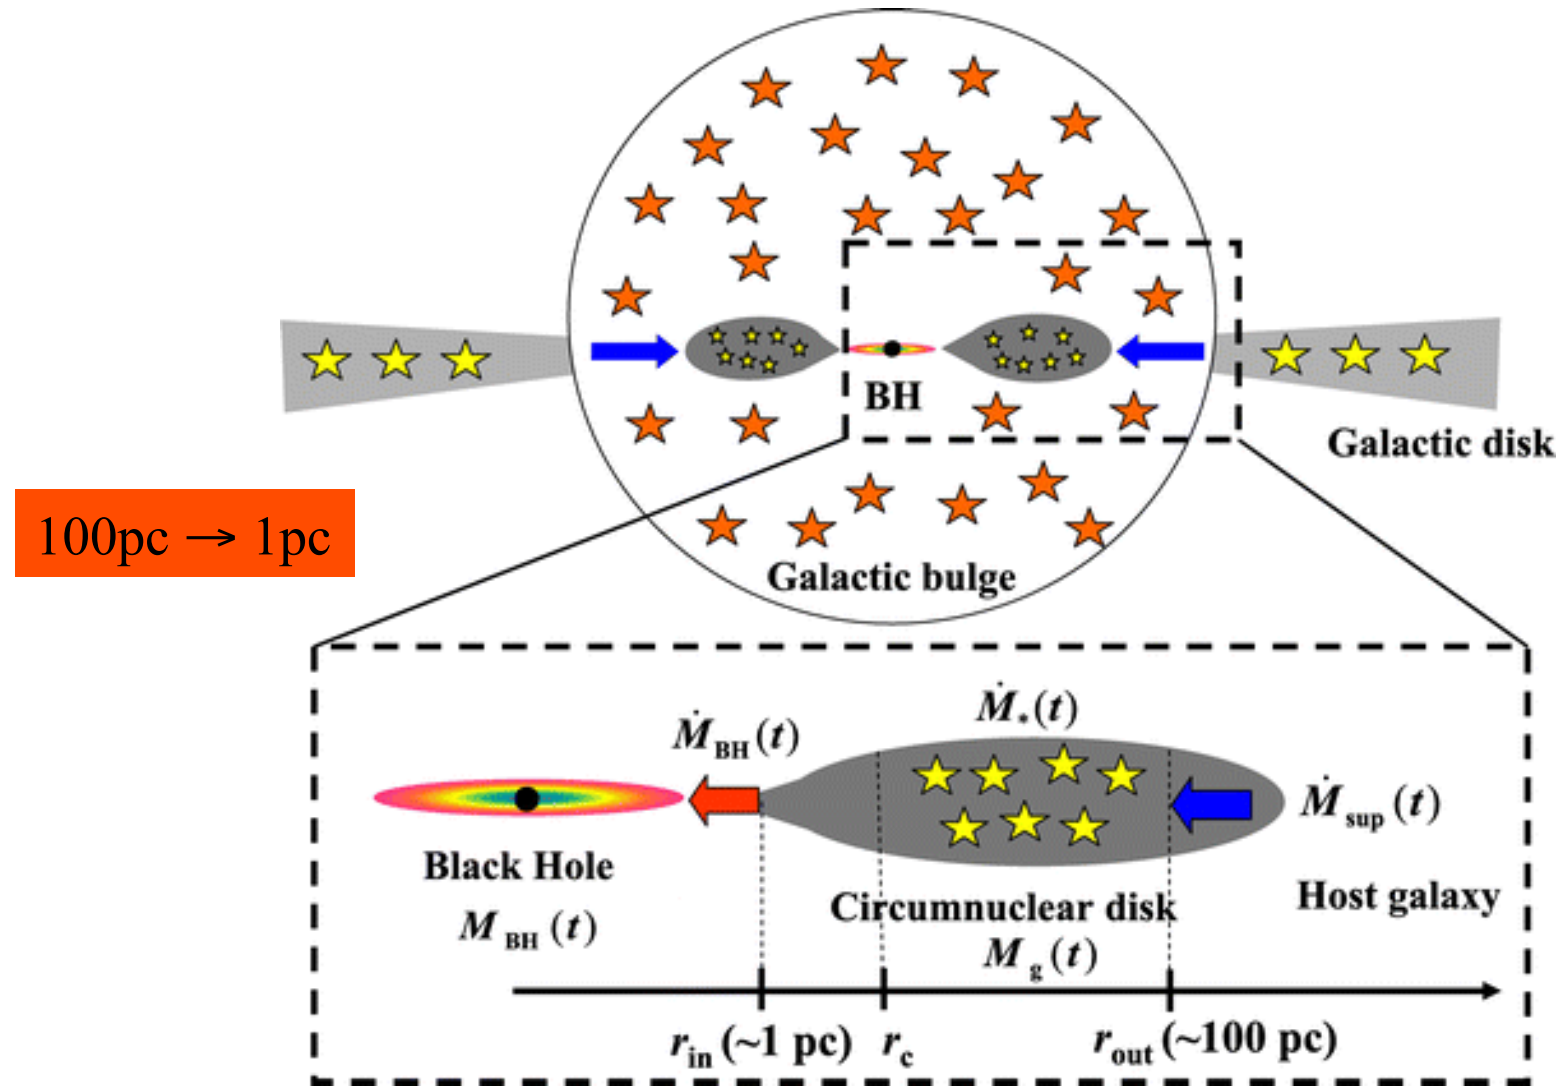 BH
Galactic disk
100pc → 1pc
Galactic bulge
Ṁ*(t)
ṀBH(t)
Ṁsup(t)
Black Hole
MBH(t)
Circumnuclear disk
Mg(t)
Host galaxy
rin (~1 pc) rc rout (~100 pc)